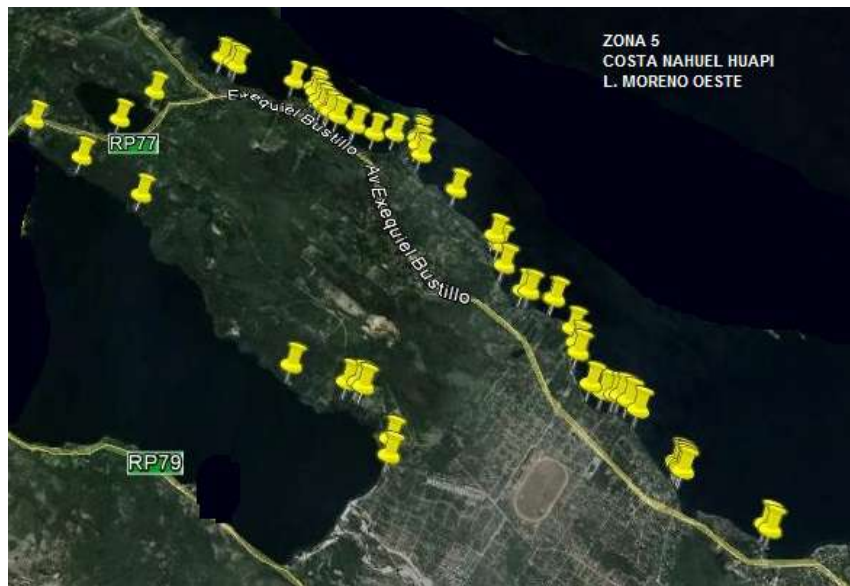 ZONA 5
COSTA NAHUEL HUAPI
L. MORENO OESTE
Exequiel Bustillo
RP77
Av Exequiel Bustillo
RP79